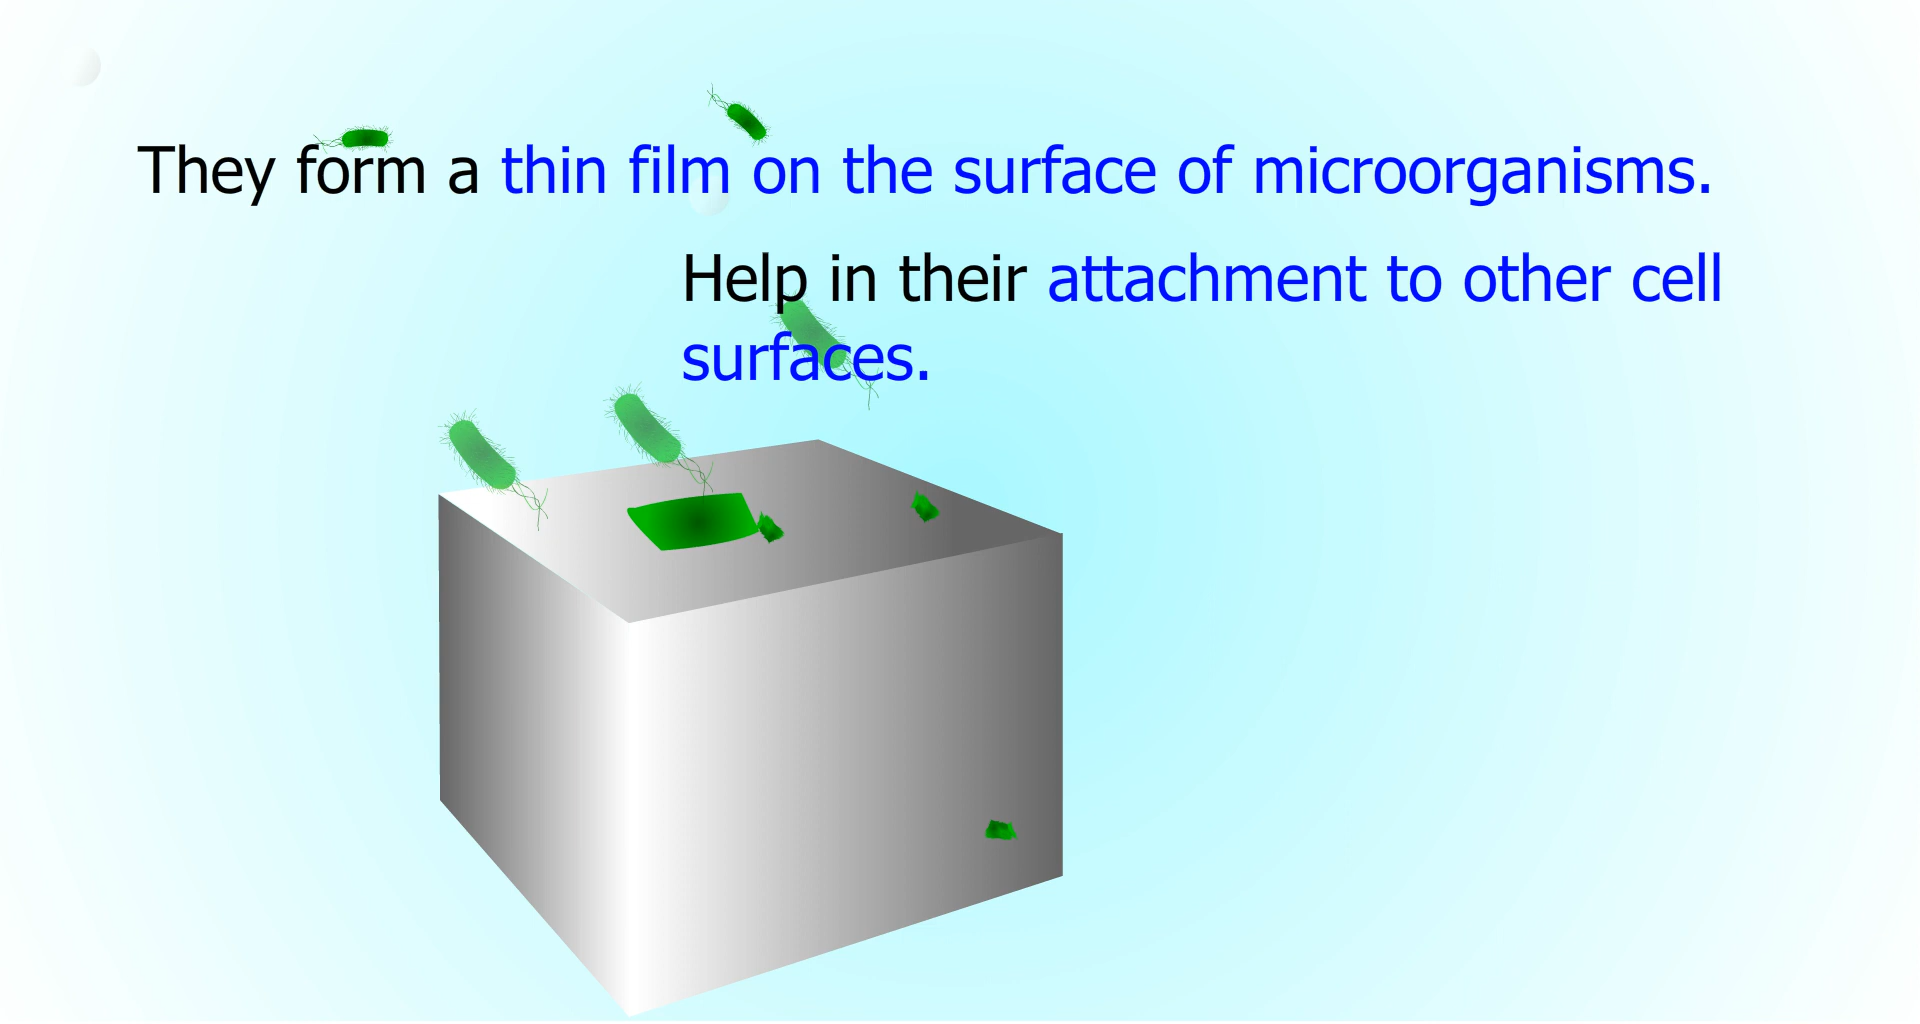 They form a thin film on the surface of microorganisms.
Help in their attachment to other cell
surfaces.